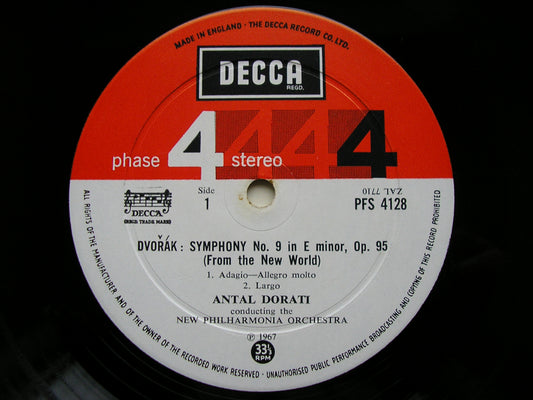 MADE IN ENGLAND · THE DECCA RECORD CO. LTD.
DECCA
REGD.
phase 4 stereo 4 4 4
Side
1
ZAL 7710
PFS 4128
DECCA
(REGD. TRADE MARK)
DVOŘÁK: SYMPHONY No. 9 in E minor, Op. 95
(From the New World)
1. Adagio—Allegro molto
2. Largo
ANTAL DORATI
conducting the
NEW PHILHARMONIA ORCHESTRA
℗ 1967
33⅓
RPM
ALL RIGHTS OF THE MANUFACTURER AND OF THE OWNER OF THE RECORDED WORK RESERVED · UNAUTHORISED PUBLIC PERFORMANCE BROADCASTING AND COPYING OF THIS RECORD PROHIBITED